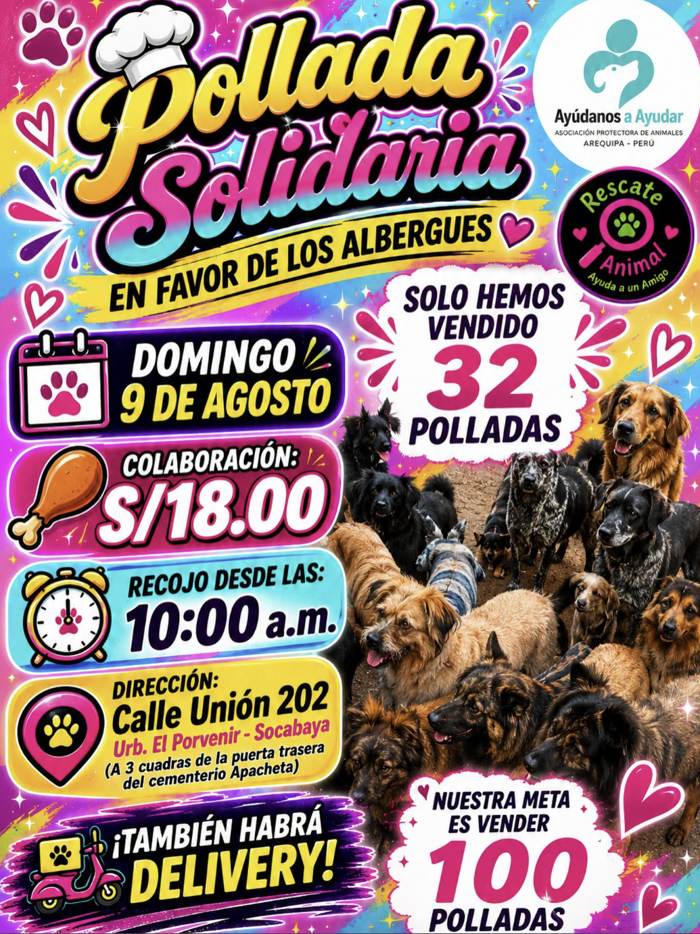 Pollada
Solidaria
EN FAVOR DE LOS ALBERGUES
Ayúdanos a Ayudar
ASOCIACIÓN PROTECTORA DE ANIMALES
AREQUIPA - PERÚ
Rescate
Animal
Ayuda a un Amigo
SOLO HEMOS
VENDIDO
32
POLLADAS
DOMINGO
9 DE AGOSTO
COLABORACIÓN:
S/18.00
RECOJO DESDE LAS:
10:00 a.m.
DIRECCIÓN:
Calle Unión 202
Urb. El Porvenir - Socabaya
(A 3 cuadras de la puerta trasera
del cementerio Apacheta)
¡TAMBIÉN HABRÁ
DELIVERY!
NUESTRA META
ES VENDER
100
POLLADAS